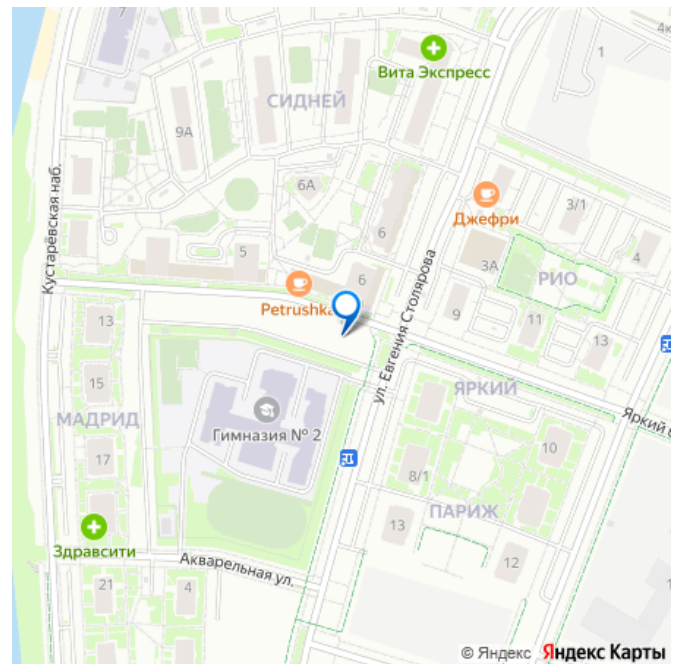 7
4к
1
Вита Экспресс
СИДНЕЙ
9А
6А
3/1
Джефри
Кустарёвская наб.
6
5
3А
4
РИО
6
Petrushka
ул. Евгения Столярова
9
11
13
13
15
ЯРКИЙ
Яркий
МАДРИД
Гимназия № 2
17
10
8/1
ПАРИЖ
13
Здравсити
12
Акварельная ул.
21
4
1
© Яндекс Яндекс Карты